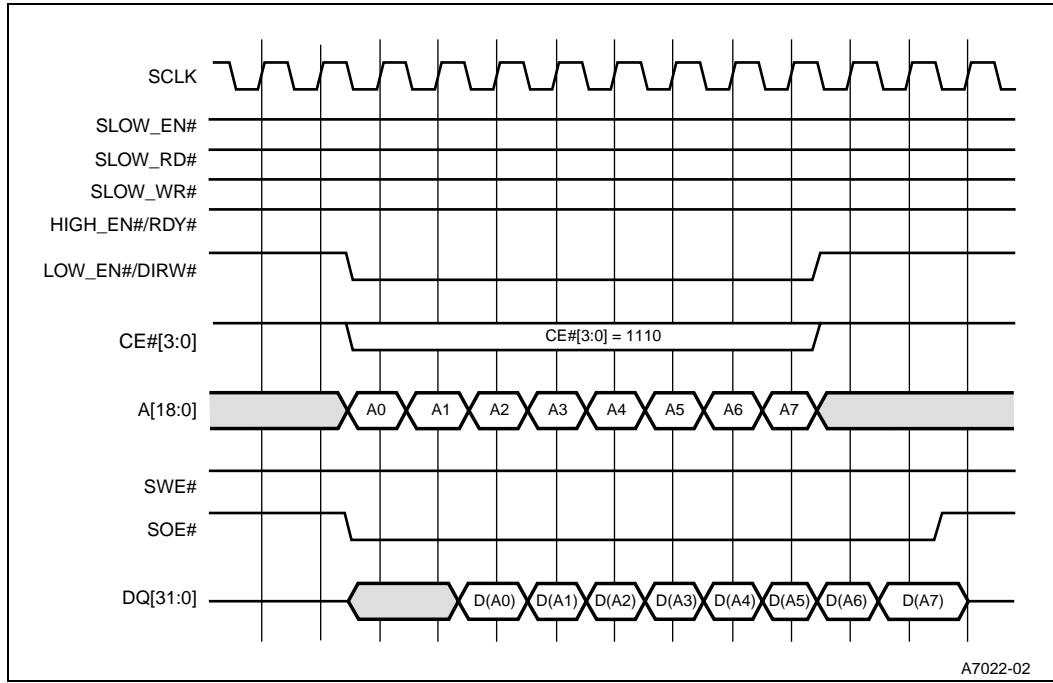 SCLK
SLOW_EN#
SLOW_RD#
SLOW_WR#
HIGH_EN#/RDY#
LOW_EN#/DIRW#
CE#[3:0]
CE#[3:0] = 1110
A[18:0]
A0 A1 A2 A3 A4 A5 A6 A7
SWE#
SOE#
DQ[31:0]
D(A0) D(A1) D(A2) D(A3) D(A4) D(A5) D(A6) D(A7)
A7022-02